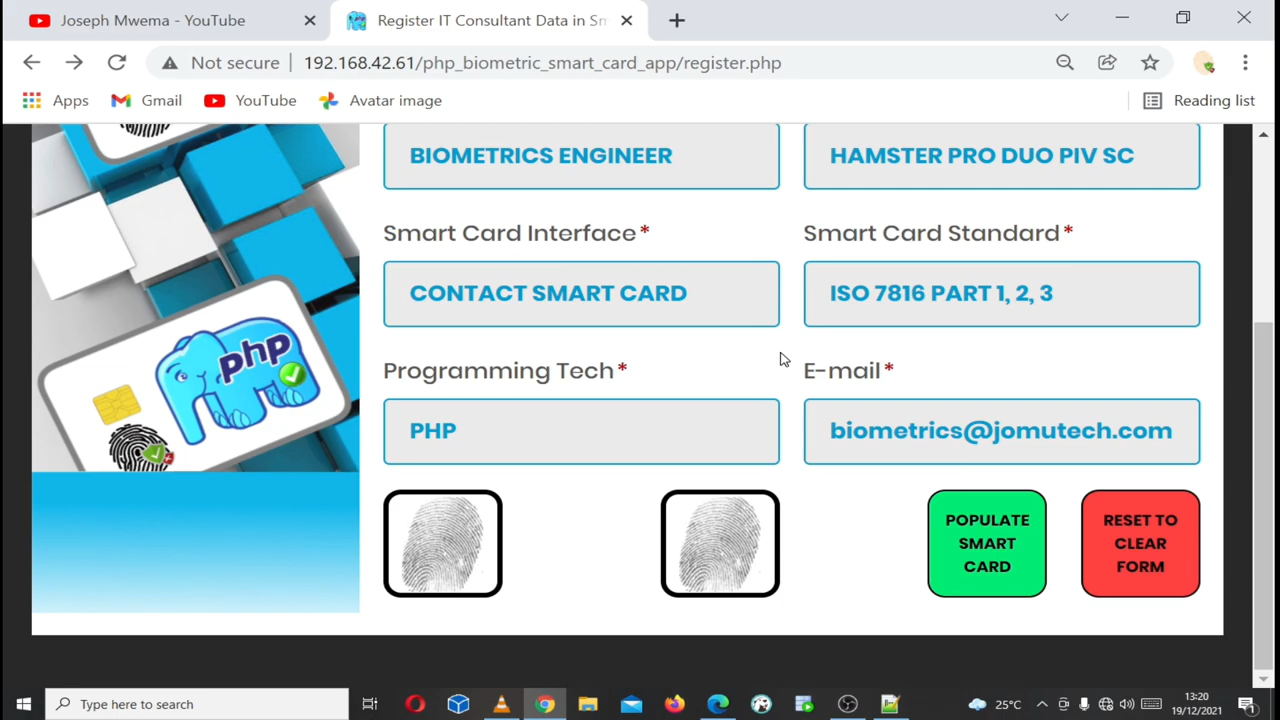 Joseph Mwema - YouTube
Register IT Consultant Data in Sm
Not secure
192.168.42.61/php_biometric_smart_card_app/register.php
Apps
Gmail
YouTube
Avatar image
Reading list
BIOMETRICS ENGINEER
HAMSTER PRO DUO PIV SC
Smart Card Interface*
Smart Card Standard*
CONTACT SMART CARD
ISO 7816 PART 1, 2, 3
php
Programming Tech*
E-mail*
PHP
biometrics@jomutech.com
POPULATE
SMART
CARD
RESET TO
CLEAR
FORM
Type here to search
25°C
13:20
19/12/2021
1